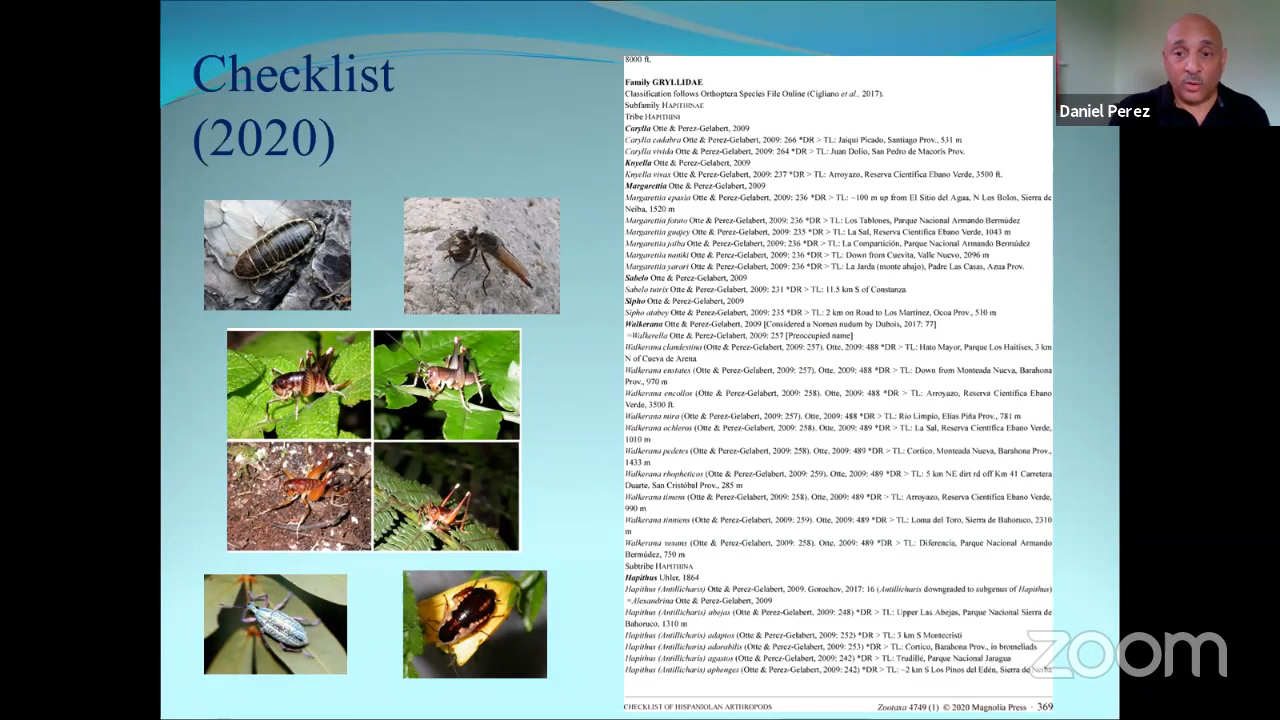 Checklist
(2020)
8000 ft.
Family GRYLLIDAE
Classification follows Orthoptera Species File Online (Cigliano et al., 2017).
Subfamily HAPITHINAE
Tribe HAPITHINI
Carylla Otte & Perez-Gelabert, 2009
Carylla cadabra Otte & Perez-Gelabert, 2009: 266 *DR > TL: Jaiqui Picado, Santiago Prov., 531 m
Carylla vivida Otte & Perez-Gelabert, 2009: 264 *DR > TL: Juan Dolio, San Pedro de Macoris Prov.
Knyella Otte & Perez-Gelabert, 2009
Knyella vivax Otte & Perez-Gelabert, 2009: 237 *DR > TL: Arroyazo, Reserva Científica Ebano Verde, 3500 ft.
Margarettia Otte & Perez-Gelabert, 2009
Margarettia epaxia Otte & Perez-Gelabert, 2009: 236 *DR > TL: ~100 m up from El Sitio del Agua, N Los Bolos, Sierra de
Neiba, 1520 m
Margarettia fotuto Otte & Perez-Gelabert, 2009: 236 *DR > TL: Los Tablones, Parque Nacional Armando Bermúdez
Margarettia guajey Otte & Perez-Gelabert, 2009: 235 *DR > TL: La Sal, Reserva Científica Ebano Verde, 1043 m
Margarettia jaiba Otte & Perez-Gelabert, 2009: 236 *DR > TL: La Compartición, Parque Nacional Armando Bermúdez
Margarettia naniki Otte & Perez-Gelabert, 2009: 236 *DR > TL: Down from Cuevita, Valle Nuevo, 2096 m
Margarettia yarari Otte & Perez-Gelabert, 2009: 236 *DR > TL: La Jarda (monte abajo), Padre Las Casas, Azua Prov.
Sabelo Otte & Perez-Gelabert, 2009
Sabelo tutrix Otte & Perez-Gelabert, 2009: 231 *DR > TL: 11.5 km S of Constanza
Sipho Otte & Perez-Gelabert, 2009
Sipho atabey Otte & Perez-Gelabert, 2009: 235 *DR > TL: 2 km on Road to Los Martínez, Ocoa Prov., 510 m
Walkerana Otte & Perez-Gelabert, 2009 [Considered a Nomen nudum by Dubois, 2017: 77]
=Walkerella Otte & Perez-Gelabert, 2009: 257 [Preoccupied name]
Walkerana clandestina (Otte & Perez-Gelabert, 2009: 257). Otte, 2009: 488 *DR > TL: Hato Mayor, Parque Los Haitises, 3 km
N of Cueva de Arena
Walkerana enstates (Otte & Perez-Gelabert, 2009: 257). Otte, 2009: 488 *DR > TL: Down from Monteada Nueva, Barahona
Prov., 970 m
Walkerana encollos (Otte & Perez-Gelabert, 2009: 258). Otte, 2009: 488 *DR > TL: Arroyazo, Reserva Científica Ebano
Verde, 3500 ft.
Walkerana mira (Otte & Perez-Gelabert, 2009: 257). Otte, 2009: 488 *DR > TL: Río Limpio, Elías Piña Prov., 781 m
Walkerana ochleros (Otte & Perez-Gelabert, 2009: 258). Otte, 2009: 489 *DR > TL: La Sal, Reserva Científica Ebano Verde,
1010 m
Walkerana pedetes (Otte & Perez-Gelabert, 2009: 258). Otte, 2009: 489 *DR > TL: Cortico, Monteada Nueva, Barahona Prov.,
1433 m
Walkerana rhopheticos (Otte & Perez-Gelabert, 2009: 259). Otte, 2009: 489 *DR > TL: 5 km NE dirt rd off Km 41 Carretera
Duarte, San Cristóbal Prov., 285 m
Walkerana timens (Otte & Perez-Gelabert, 2009: 258). Otte, 2009: 489 *DR > TL: Arroyazo, Reserva Científica Ebano Verde,
990 m
Walkerana tinniens (Otte & Perez-Gelabert, 2009: 259). Otte, 2009: 489 *DR > TL: Loma del Toro, Sierra de Bahoruco, 2310
m
Walkerana vesans (Otte & Perez-Gelabert, 2009: 258). Otte, 2009: 489 *DR > TL: Diferencia, Parque Nacional Armando
Bermúdez, 750 m
Subtribe HAPITHINA
Hapithus Uhler, 1864
Hapithus (Antillicharis) Otte & Perez-Gelabert, 2009. Gorochov, 2017: 16 (Antillicharis downgraded to subgenus of Hapithus)
=Alexandrina Otte & Perez-Gelabert, 2009
Hapithus (Antillicharis) abejas (Otte & Perez-Gelabert, 2009: 248) *DR > TL: Upper Las Abejas, Parque Nacional Sierra de
Bahoruco, 1310 m
Hapithus (Antillicharis) adaptos (Otte & Perez-Gelabert, 2009: 252) *DR > TL: 3 km S Montecristi
Hapithus (Antillicharis) adorabilis (Otte & Perez-Gelabert, 2009: 253) *DR > TL: Cortico, Barahona Prov., in bromeliads
Hapithus (Antillicharis) agastos (Otte & Perez-Gelabert, 2009: 242) *DR > TL: Trudillé, Parque Nacional Jaragua
Hapithus (Antillicharis) aphenges (Otte & Perez-Gelabert, 2009: 242) *DR > TL: ~2 km S Los Pinos del Edén, Sierra de Neiba
CHECKLIST OF HISPANIOLAN ARTHROPODS
Zootaxa 4749 (1) © 2020 Magnolia Press · 369
Daniel Perez
zoom